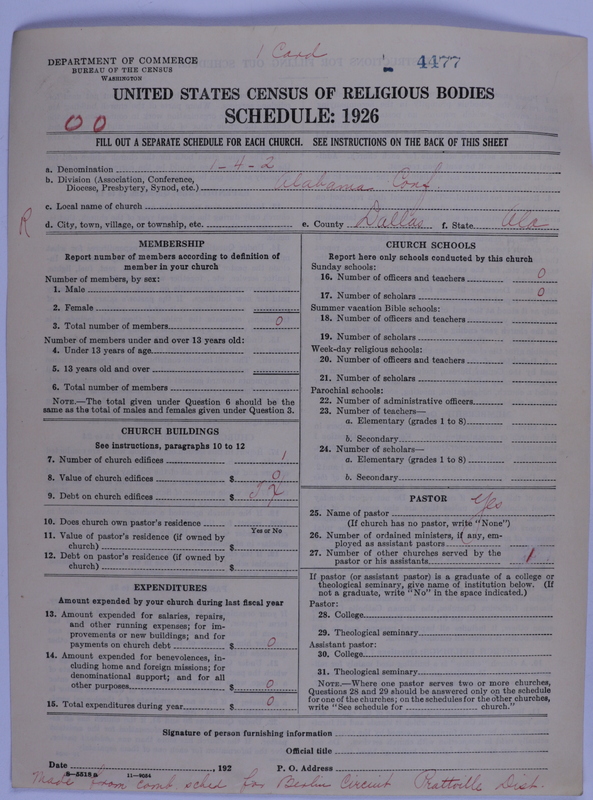 1 Card
4477
DEPARTMENT OF COMMERCE
BUREAU OF THE CENSUS
WASHINGTON
UNITED STATES CENSUS OF RELIGIOUS BODIES
SCHEDULE: 1926
00
FILL OUT A SEPARATE SCHEDULE FOR EACH CHURCH. SEE INSTRUCTIONS ON THE BACK OF THIS SHEET
a. Denomination 1-4-2
b. Division (Association, Conference, Diocese, Presbytery, Synod, etc.) Alabama Conf.
c. Local name of church
R
d. City, town, village, or township, etc. e. County Dallas f. State Ala
MEMBERSHIP
Report number of members according to definition of
member in your church
Number of members, by sex:
1. Male
2. Female
3. Total number of members 0
Number of members under and over 13 years old:
4. Under 13 years of age
5. 13 years old and over
6. Total number of members
NOTE.—The total given under Question 6 should be the
same as the total of males and females given under Question 3.
CHURCH BUILDINGS
See instructions, paragraphs 10 to 12
7. Number of church edifices 1
8. Value of church edifices $ 0
9. Debt on church edifices $
10. Does church own pastor's residence
Yes or No
11. Value of pastor's residence (if owned by
church) $
12. Debt on pastor's residence (if owned by
church) $
EXPENDITURES
Amount expended by your church during last fiscal year
13. Amount expended for salaries, repairs,
and other running expenses; for im-
provements or new buildings; and for
payments on church debt $ 0
14. Amount expended for benevolences, in-
cluding home and foreign missions; for
denominational support; and for all
other purposes $ 0
15. Total expenditures during year $ 0
CHURCH SCHOOLS
Report here only schools conducted by this church
Sunday schools:
16. Number of officers and teachers 0
17. Number of scholars 0
Summer vacation Bible schools:
18. Number of officers and teachers
19. Number of scholars
Week-day religious schools:
20. Number of officers and teachers
21. Number of scholars
Parochial schools:
22. Number of administrative officers
23. Number of teachers—
a. Elementary (grades 1 to 8)
b. Secondary
24. Number of scholars—
a. Elementary (grades 1 to 8)
b. Secondary
PASTOR
25. Name of pastor Yes
(If church has no pastor, write "None")
26. Number of ordained ministers, if any, em-
ployed as assistant pastors
27. Number of other churches served by the
pastor or his assistants 1
If pastor (or assistant pastor) is a graduate of a college or
theological seminary, give name of institution below. (If
not a graduate, write "No" in the space indicated.)
Pastor:
28. College
29. Theological seminary
Assistant pastor:
30. College
31. Theological seminary
NOTE.—Where one pastor serves two or more churches,
Questions 28 and 29 should be answered only on the schedule
for one of the churches; on the schedules for the other churches,
write "See schedule for church."
Signature of person furnishing information
Official title
Date , 192 P. O. Address
8-5518 a 11-9034
Made from comb. sched for Berlin Circuit Prattville Dist.